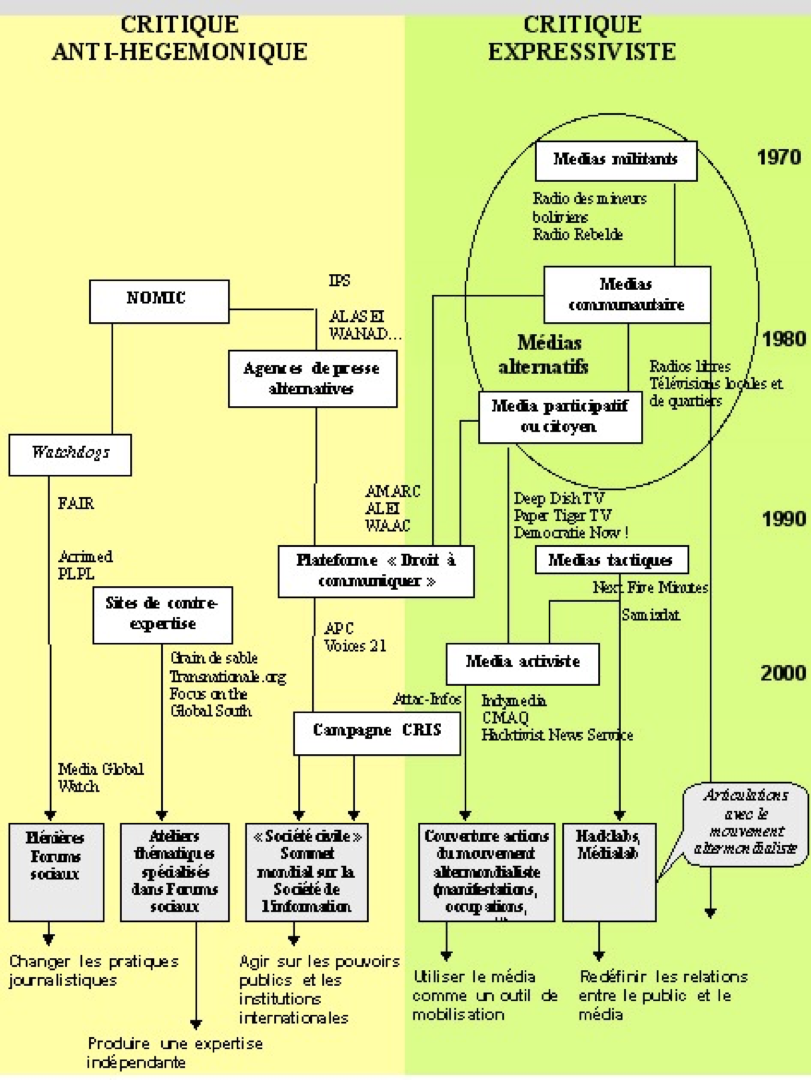 CRITIQUE
ANTI-HEGEMONIQUE
CRITIQUE
EXPRESSIVISTE
Medias militants
1970
Radio des mineurs
boliviens
Radio Rebelde
NOMIC
IPS
ALASEI
WANAD...
Medias
communautaire
1980
Médias
alternatifs
Agences de presse
alternatives
Radios libres
Télévisions locales et
de quartiers
Media participatif
ou citoyen
Watchdogs
FAIR
Acrimed
PLPL
AMARC
ALEI
WAAC
Deep Dish TV
Paper Tiger TV
Democratie Now !
1990
Plateforme « Droit à
communiquer »
Medias tactiques
Next Five Minutes
Samizdat
Sites de contre-
expertise
APC
Voices 21
Grain de sable
Transnationale.org
Focus on the
Global South
Media activiste
2000
Attac-Infos
Indymedia
CMAQ
Hacktivist News Service
Campagne CRIS
Media Global
Watch
Articulations
avec le
mouvement
altermondialiste
Plénières
Forums
sociaux
Ateliers
thématiques
spécialisés
dans Forums
sociaux
« Société civile »
Sommet
mondial sur la
Société de
l'information
Couverture actions
du mouvement
altermondialiste
(manifestations,
occupations,
Hacklabs,
Médialab
Changer les pratiques
journalistiques
Produire une expertise
indépendante
Agir sur les pouvoirs
publics et les
institutions
internationales
Utiliser le média
comme un outil de
mobilisation
Redéfinir les relations
entre le public et le
média